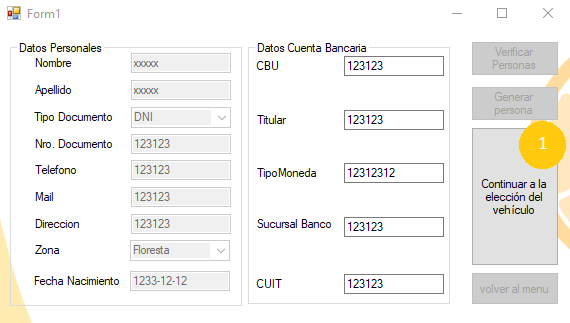 Form1
Datos Personales
Nombre xxxxx
Apellido xxxxx
Tipo Documento DNI
Nro. Documento 123123
Telefono 123123
Mail 123123
Direccion 123123
Zona Floresta
Fecha Nacimiento 1233-12-12
Datos Cuenta Bancaria
CBU 123123
Titular 123123
TipoMoneda 12312312
Sucursal Banco 123123
CUIT 123123
Verificar
Personas
Generar
persona
1
Continuar a la
elección del
vehículo
volver al menu